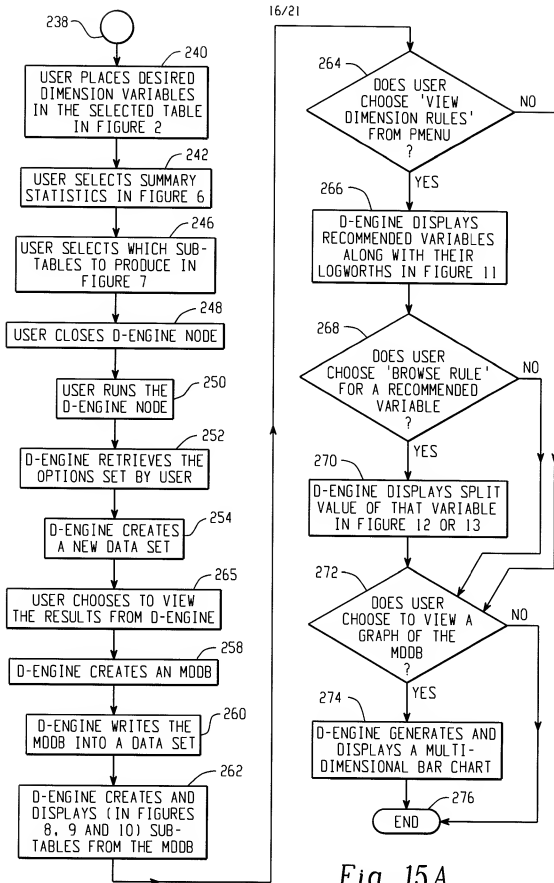 238
240
USER PLACES DESIRED
DIMENSION VARIABLES
IN THE SELECTED TABLE
IN FIGURE 2
242
USER SELECTS SUMMARY
STATISTICS IN FIGURE 6
246
USER SELECTS WHICH SUB-
TABLES TO PRODUCE IN
FIGURE 7
248
USER CLOSES D-ENGINE NODE
250
USER RUNS THE
D-ENGINE NODE
252
D-ENGINE RETRIEVES THE
OPTIONS SET BY USER
254
D-ENGINE CREATES
A NEW DATA SET
265
USER CHOOSES TO VIEW
THE RESULTS FROM D-ENGINE
258
D-ENGINE CREATES AN MDDB
260
D-ENGINE WRITES THE
MDDB INTO A DATA SET
262
D-ENGINE CREATES AND
DISPLAYS (IN FIGURES
8, 9 AND 10) SUB-
TABLES FROM THE MDDB
16/21
264
DOES USER
CHOOSE 'VIEW
DIMENSION RULES'
FROM PMENU
?
NO
YES
266
D-ENGINE DISPLAYS
RECOMMENDED VARIABLES
ALONG WITH THEIR
LOGWORTHS IN FIGURE 11
268
DOES USER
CHOOSE 'BROWSE RULE'
FOR A RECOMMENDED
VARIABLE
?
NO
YES
270
D-ENGINE DISPLAYS SPLIT
VALUE OF THAT VARIABLE
IN FIGURE 12 OR 13
272
DOES USER
CHOOSE TO VIEW A
GRAPH OF THE
MDDB
?
NO
YES
274
D-ENGINE GENERATES AND
DISPLAYS A MULTI-
DIMENSIONAL BAR CHART
276
END
Fig. 15A